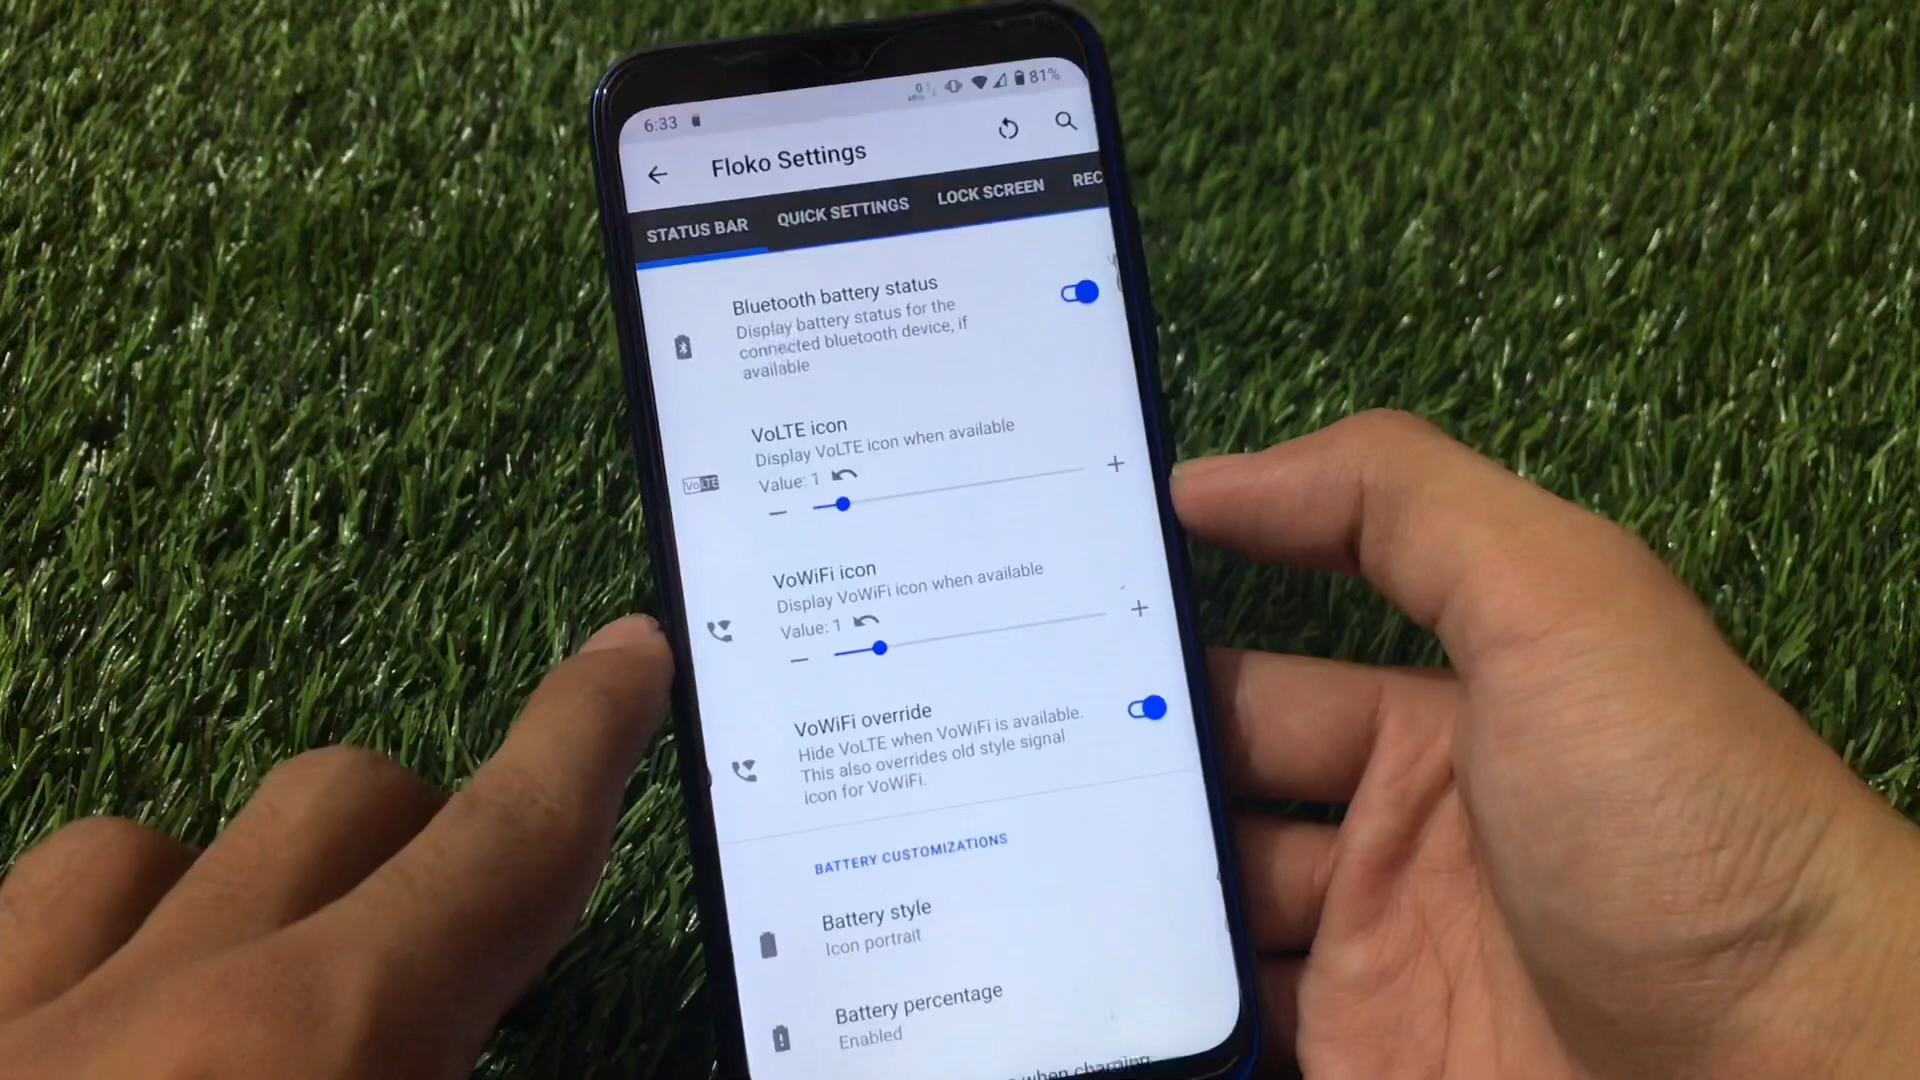 6:33
81%
Floko Settings
STATUS BAR
QUICK SETTINGS
LOCK SCREEN
REC
Bluetooth battery status
Display battery status for the
connected bluetooth device, if
available
VoLTE icon
Display VoLTE icon when available
VoLTE
Value: 1
VoWiFi icon
Display VoWiFi icon when available
Value: 1
VoWiFi override
Hide VoLTE when VoWiFi is available.
This also overrides old style signal
icon for VoWiFi.
BATTERY CUSTOMIZATIONS
Battery style
Icon portrait
Battery percentage
Enabled
when charging